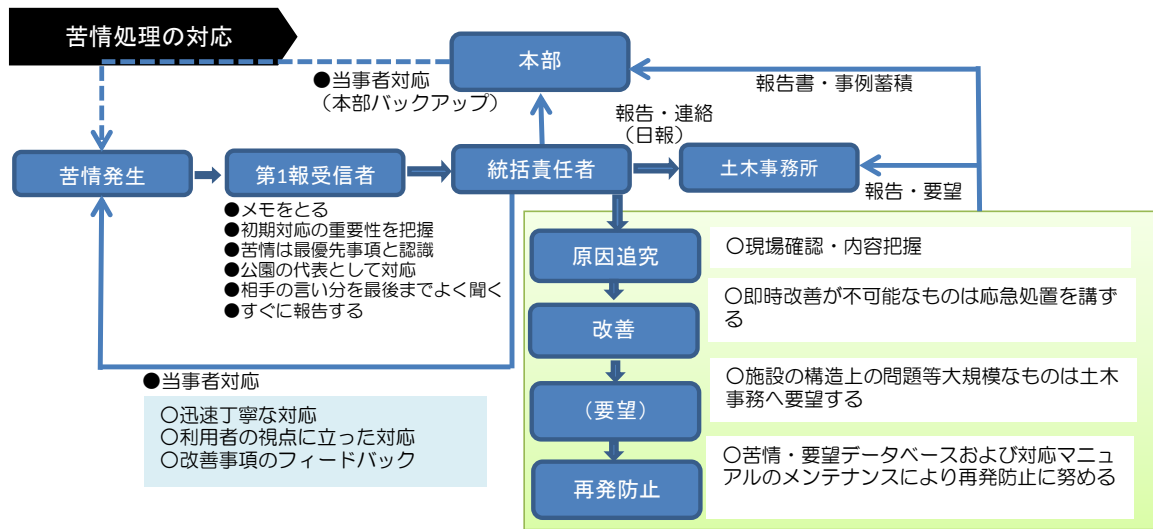 苦情処理の対応
本部
●当事者対応
(本部バックアップ)
報告書・事例蓄積
報告・連絡
(日報)
苦情発生
第1報受信者
統括責任者
土木事務所
報告・要望
●メモをとる
●初期対応の重要性を把握
●苦情は最優先事項と認識
●公園の代表として対応
●相手の言い分を最後までよく聞く
●すぐに報告する
原因追究
○現場確認・内容把握
改善
○即時改善が不可能なものは応急処置を講ず
る
●当事者対応
○迅速丁寧な対応
○利用者の視点に立った対応
○改善事項のフィードバック
(要望)
○施設の構造上の問題等大規模なものは土木
事務へ要望する
再発防止
○苦情・要望データベースおよび対応マニュ
アルのメンテナンスにより再発防止に努める